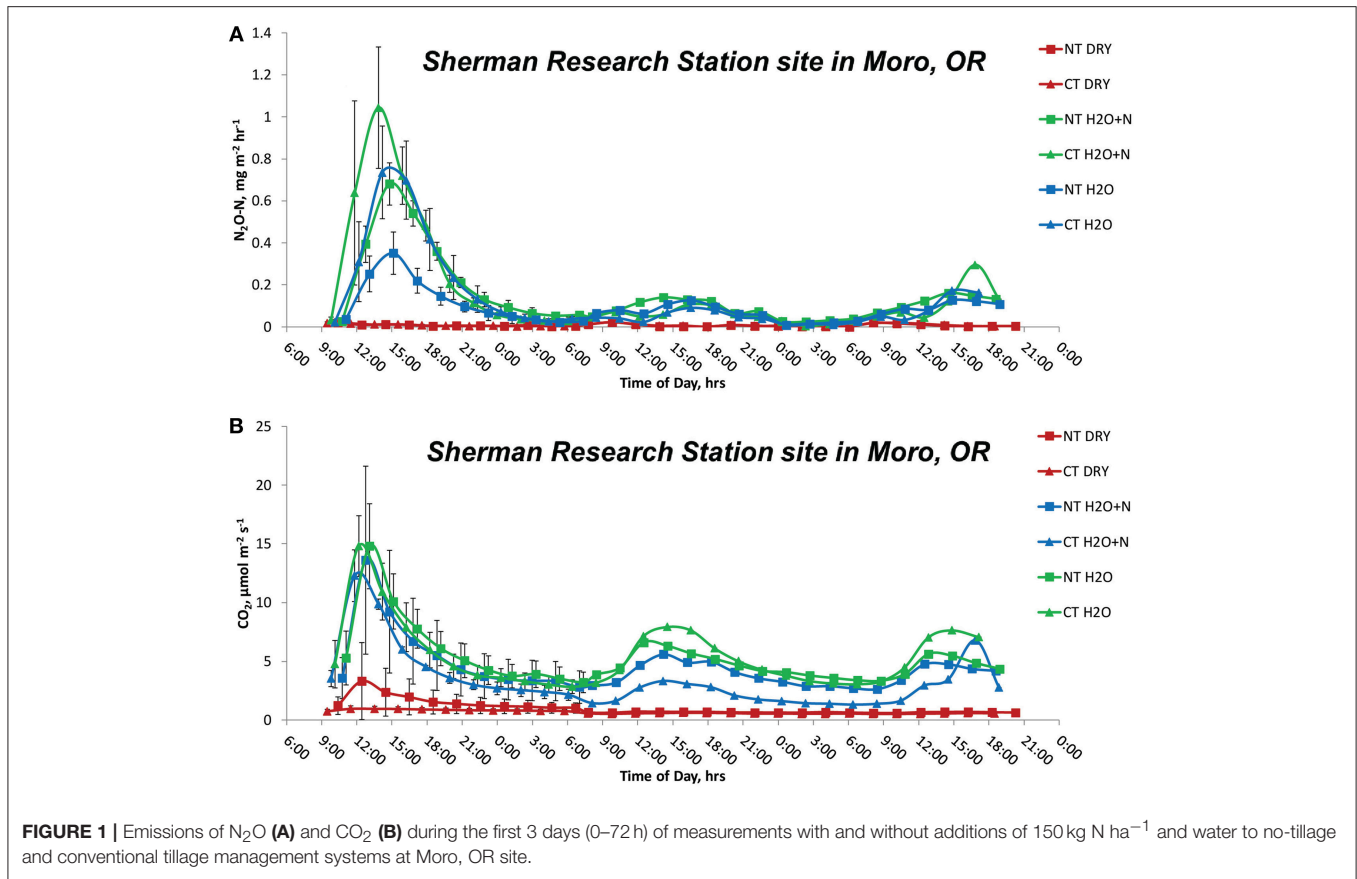 A
Sherman Research Station site in Moro, OR
N₂O-N, mg m⁻² hr⁻¹
1.4
1.2
1
0.8
0.6
0.4
0.2
0
6:00 9:00 12:00 15:00 18:00 21:00 0:00 3:00 6:00 9:00 12:00 15:00 18:00 21:00 0:00 3:00 6:00 9:00 12:00 15:00 18:00 21:00 0:00
Time of Day, hrs
NT DRY
CT DRY
NT H2O+N
CT H2O+N
NT H2O
CT H2O
B
Sherman Research Station site in Moro, OR
CO₂, µmol m⁻² s⁻¹
25
20
15
10
5
0
6:00 9:00 12:00 15:00 18:00 21:00 0:00 3:00 6:00 9:00 12:00 15:00 18:00 21:00 0:00 3:00 6:00 9:00 12:00 15:00 18:00 21:00 0:00
Time of Day, hrs
NT DRY
CT DRY
NT H2O+N
CT H2O+N
NT H2O
CT H2O
FIGURE 1 | Emissions of N₂O (A) and CO₂ (B) during the first 3 days (0–72 h) of measurements with and without additions of 150 kg N ha⁻¹ and water to no-tillage
and conventional tillage management systems at Moro, OR site.